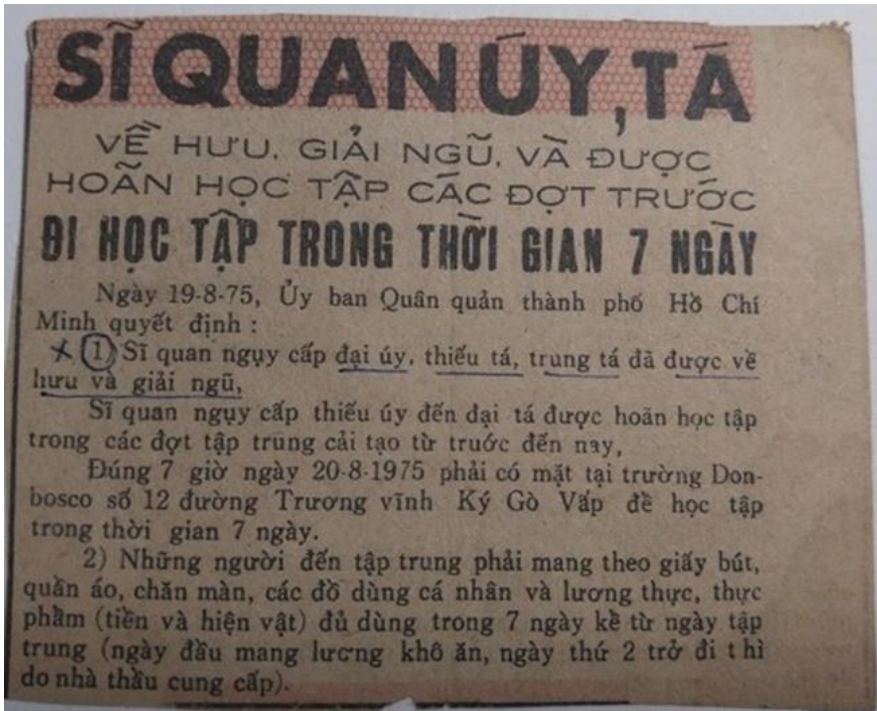 SĨ QUAN ÚY, TÁ
VỀ HƯU, GIẢI NGŨ, VÀ ĐƯỢC
HOÃN HỌC TẬP CÁC ĐỢT TRƯỚC
ĐI HỌC TẬP TRONG THỜI GIAN 7 NGÀY
Ngày 19-8-75, Ủy ban Quân quản thành phố Hồ Chí
Minh quyết định :
1) Sĩ quan ngụy cấp đại úy, thiếu tá, trung tá đã được về
hưu và giải ngũ,
Sĩ quan ngụy cấp thiếu úy đến đại tá được hoãn học tập
trong các đợt tập trung cải tạo từ truớc đến nay,
Đúng 7 giờ ngày 20-8-1975 phải có mặt tại trường Don-
bosco số 12 đường Trương vĩnh Ký Gò Vấp để học tập
trong thời gian 7 ngày.
2) Những người đến tập trung phải mang theo giấy bút,
quần áo, chăn màn, các đồ dùng cá nhân và lương thực, thực
phẩm (tiền và hiện vật) đủ dùng trong 7 ngày kể từ ngày tập
trung (ngày đầu mang lương khô ăn, ngày thứ 2 trở đi thì
do nhà thầu cung cấp).